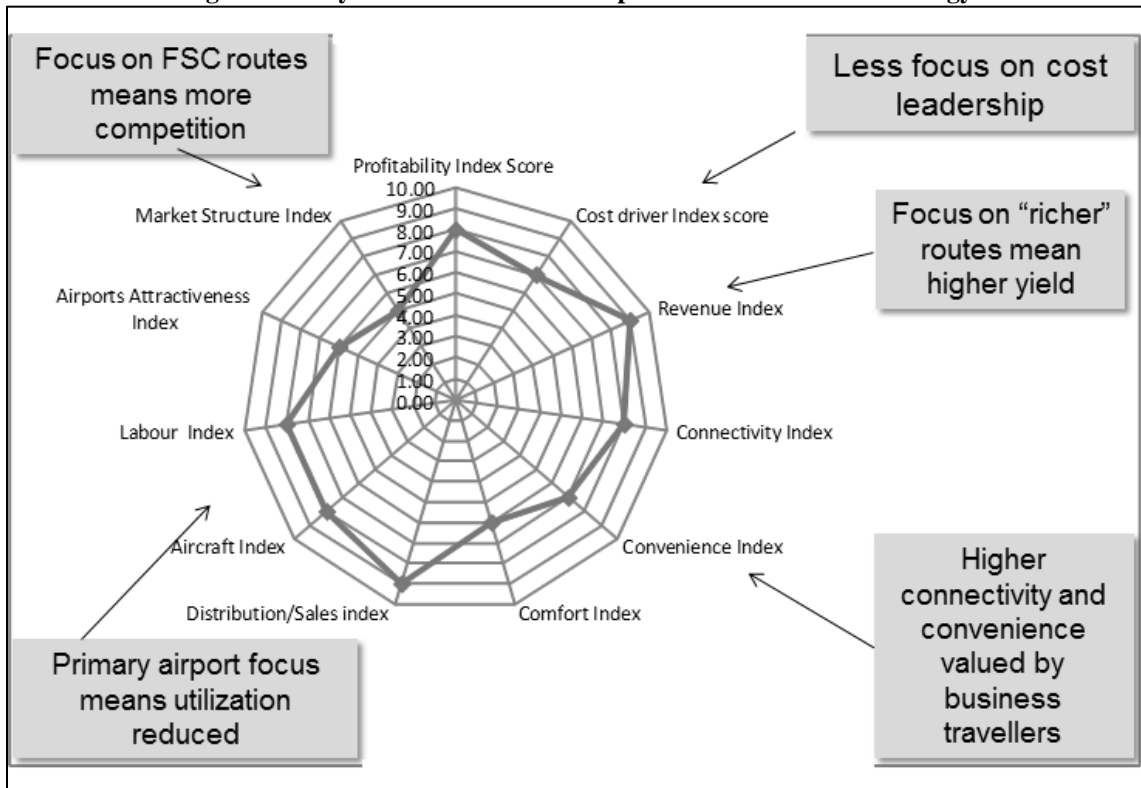 Focus on FSC routes
means more
competition
Less focus on cost
leadership
Profitability Index Score
10.00
9.00
8.00
7.00
6.00
5.00
4.00
3.00
2.00
1.00
0.00
Market Structure Index
Cost driver Index score
Focus on “richer”
routes mean
higher yield
Airports Attractiveness
Index
Revenue Index
Labour Index
Connectivity Index
Aircraft Index
Convenience Index
Distribution/Sales index
Comfort Index
Primary airport focus
means utilization
reduced
Higher
connectivity and
convenience
valued by
business
travellers